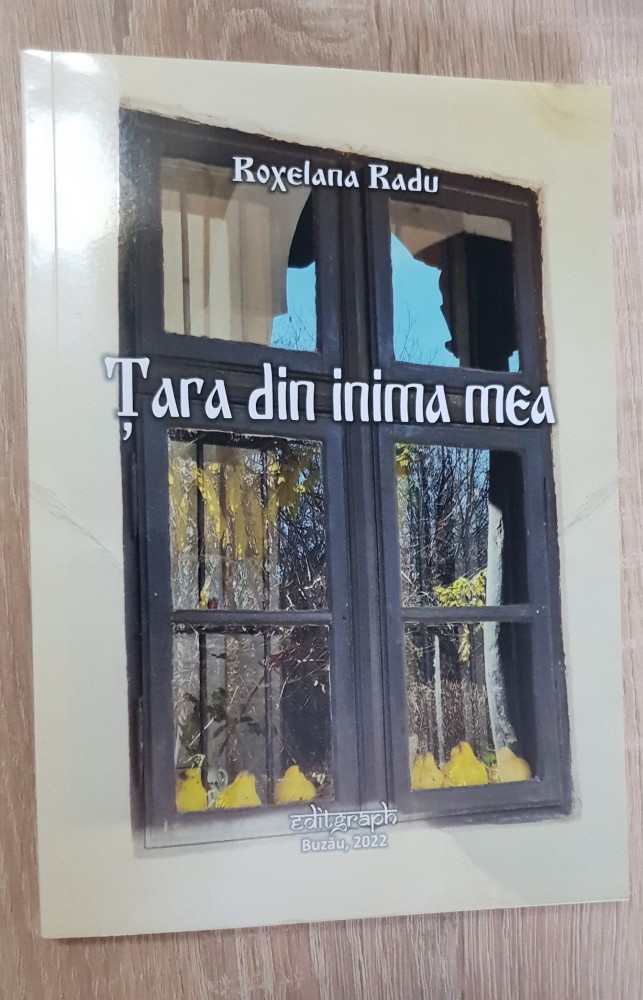 Roxelana Radu
Țara din inima mea
editgraph
Buzău, 2022